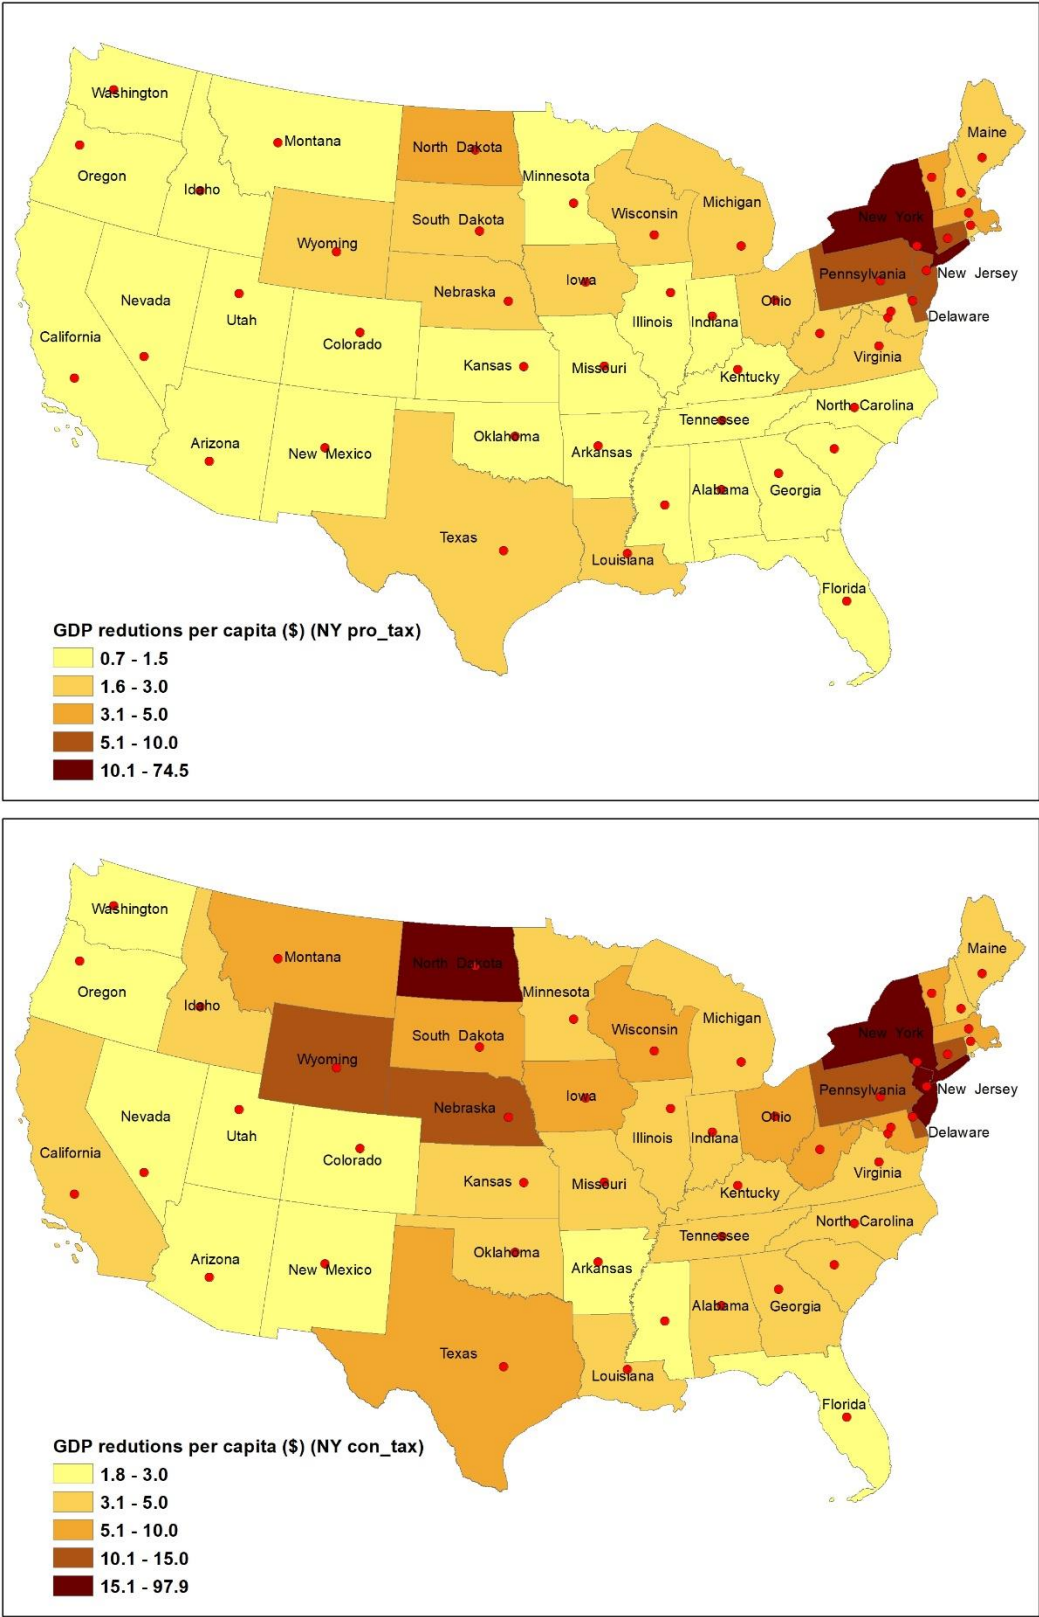 Washington
Maine
Montana
North Dakota
Oregon
Minnesota
Idaho
Michigan
Wisconsin
South Dakota
New York
Wyoming
Pennsylvania
New Jersey
Iowa
Nebraska
Nevada
Ohio
Delaware
Utah
Illinois
Indiana
California
Colorado
Virginia
Kansas
Missouri
Kentucky
North Carolina
Tennessee
Oklahoma
Arizona
Arkansas
New Mexico
Alabama
Georgia
Texas
Louisiana
Florida
GDP redutions per capita ($) (NY pro_tax)
0.7 - 1.5
1.6 - 3.0
3.1 - 5.0
5.1 - 10.0
10.1 - 74.5
Washington
Maine
Montana
North Dakota
Oregon
Minnesota
Idaho
Michigan
Wisconsin
South Dakota
New York
Wyoming
Pennsylvania
New Jersey
Iowa
Nebraska
Nevada
Ohio
Delaware
Utah
Illinois
Indiana
California
Colorado
Virginia
Kansas
Missouri
Kentucky
North Carolina
Tennessee
Oklahoma
Arizona
Arkansas
New Mexico
Alabama
Georgia
Texas
Louisiana
Florida
GDP redutions per capita ($) (NY con_tax)
1.8 - 3.0
3.1 - 5.0
5.1 - 10.0
10.1 - 15.0
15.1 - 97.9